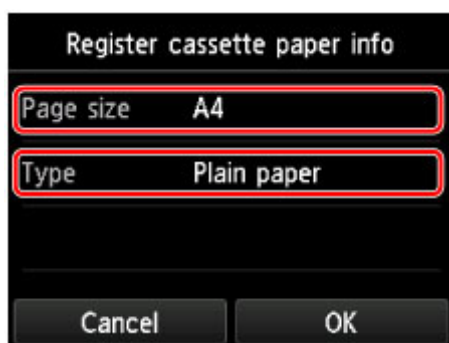 Register cassette paper info
Page size A4
Type Plain paper
Cancel OK